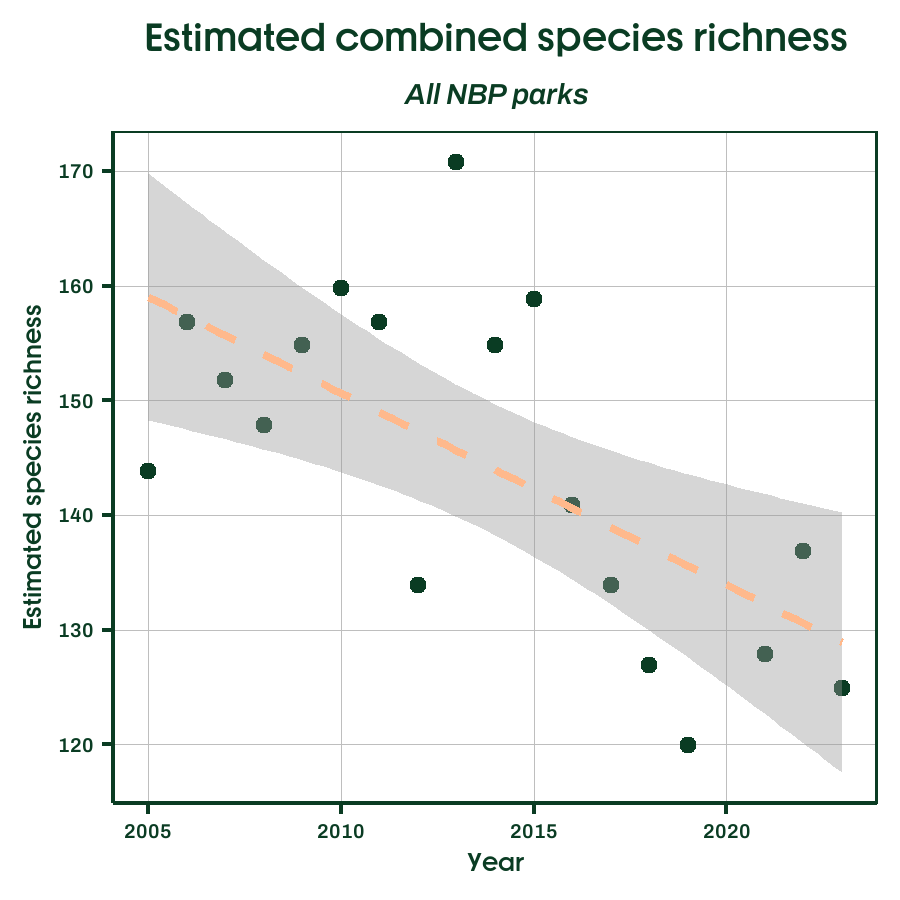 Estimated combined species richness
All NBP parks
Estimated species richness
170
160
150
140
130
120
2005 2010 2015 2020
Year